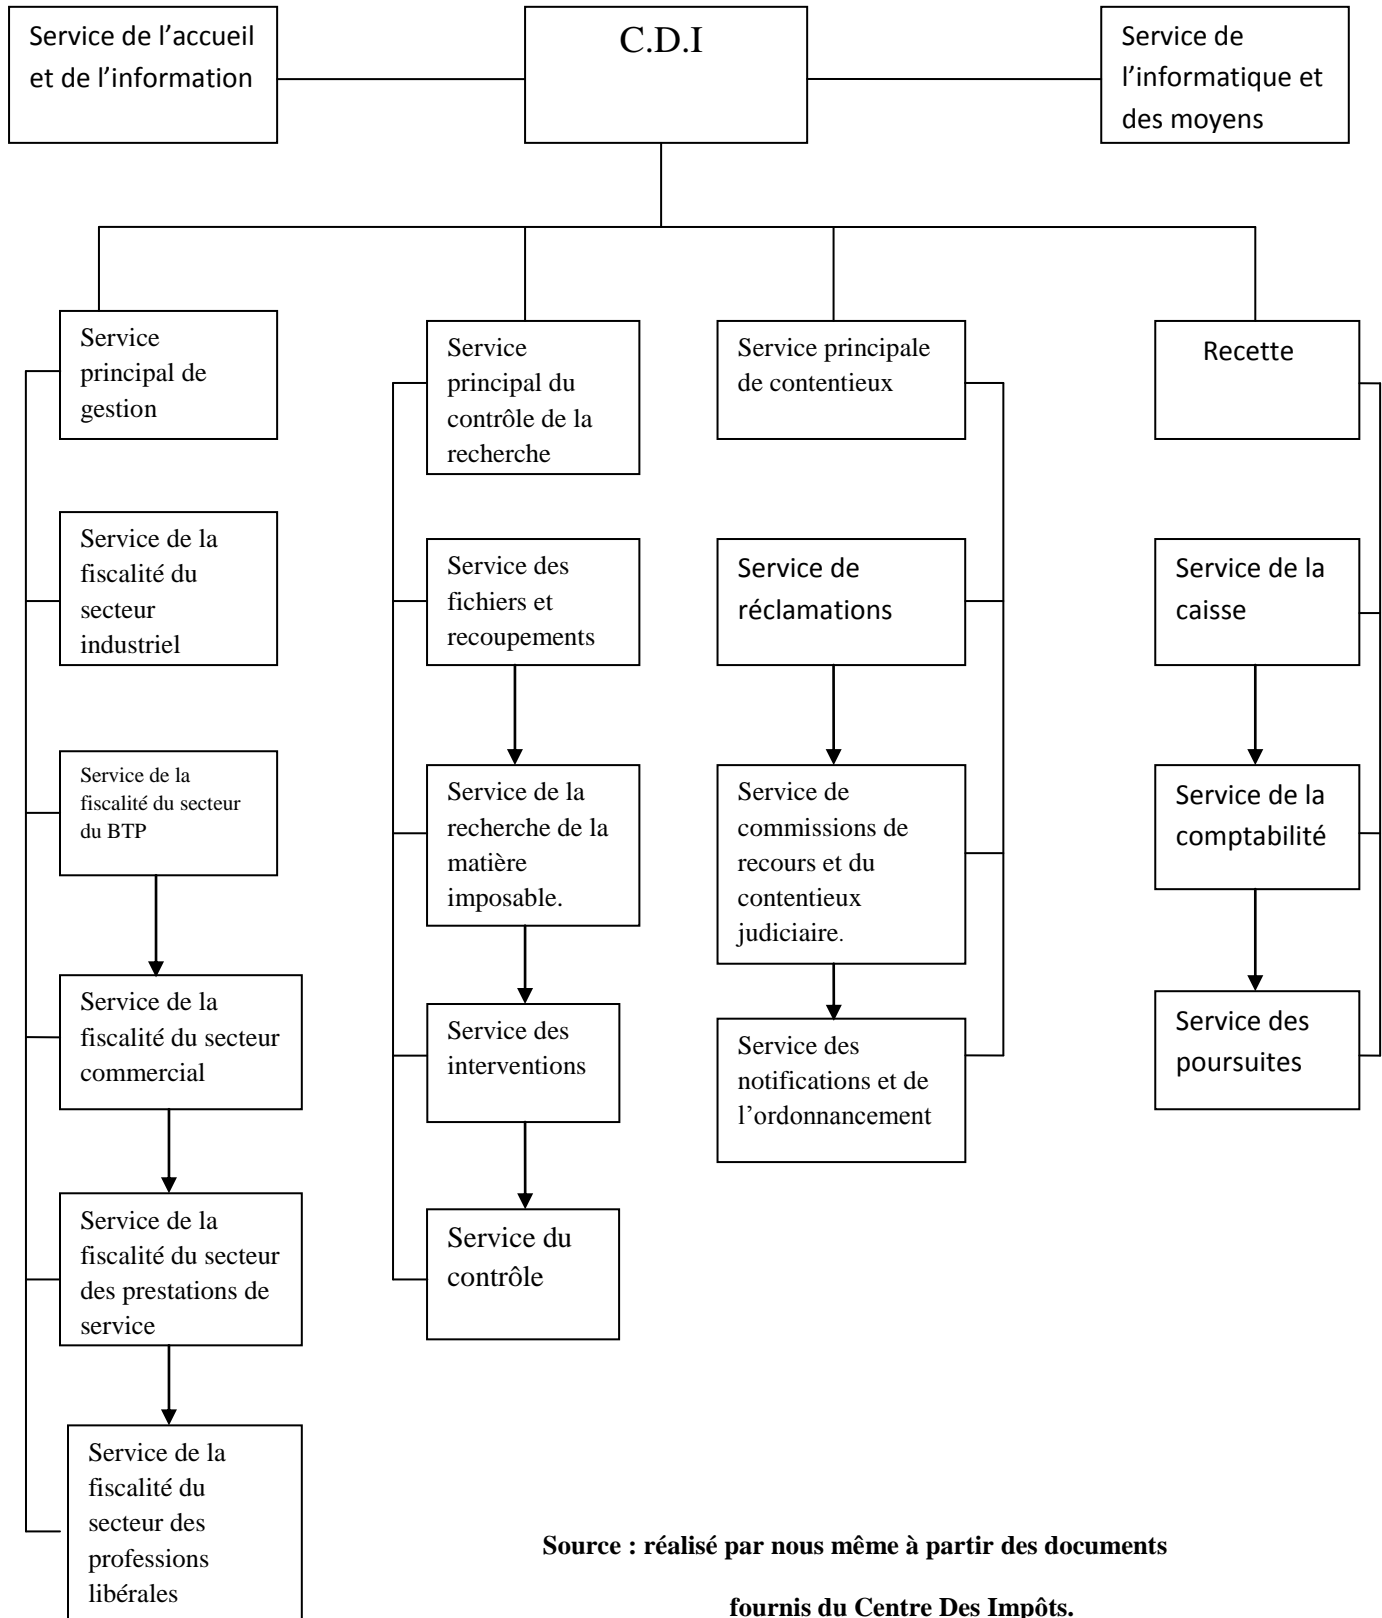 Service de l’accueil
et de l’information
C.D.I
Service de
l’informatique et
des moyens
Service
principal de
gestion
Service
principal du
contrôle de la
recherche
Service principale
de contentieux
Recette
Service de la
fiscalité du
secteur
industriel
Service des
fichiers et
recoupements
Service de
réclamations
Service de la
caisse
Service de la
fiscalité du secteur
du BTP
Service de la
recherche de la
matière
imposable.
Service de
commissions de
recours et du
contentieux
judiciaire.
Service de la
comptabilité
Service de la
fiscalité du secteur
commercial
Service des
interventions
Service des
notifications et de
l’ordonnancement
Service des
poursuites
Service de la
fiscalité du secteur
des prestations de
service
Service du
contrôle
Service de la
fiscalité du
secteur des
professions
libérales
Source : réalisé par nous même à partir des documents
fournis du Centre Des Impôts.